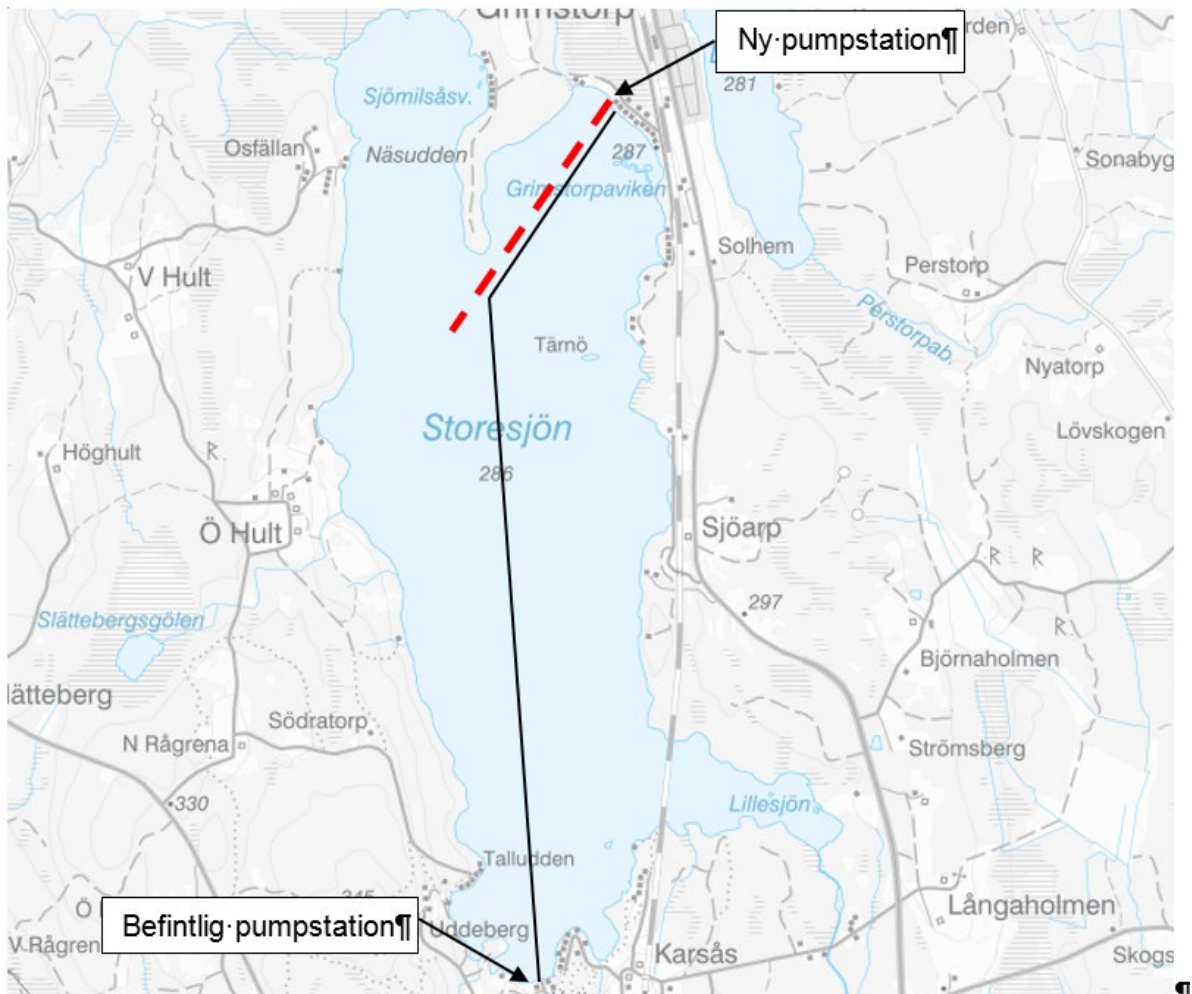 Grimstorp
Ny·pumpstation¶
281
Sjömilsåsv.
Osfällan
Näsudden
287
Sonabyg
Grimstorpaviken
Solhem
V Hult
Perstorp
Perstorpab.
Tärnö
Nyatorp
Storesjön
Lövskogen
Höghult
R
286
Ö Hult
Sjöarp
R R
297
Slättebergsgölen
R
Björnaholmen
lätteberg
Södratorp
N Rågrena
Strömsberg
330
Lillesjön
Talludden
Ö
Långaholmen
Befintlig·pumpstation¶
Uddeberg
V Rågren
Karsås
Skogs
¶